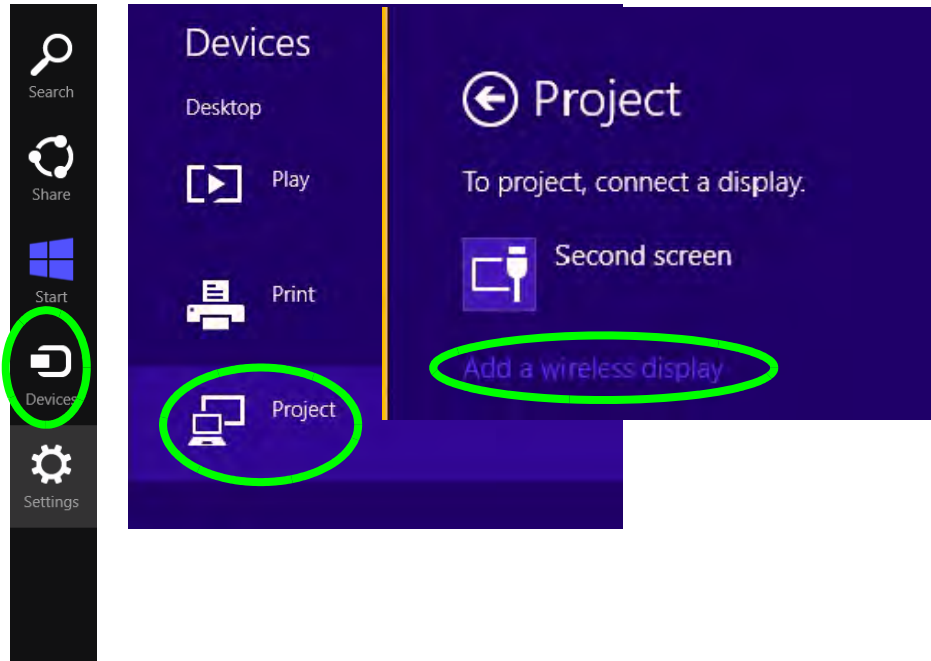 Search
Share
Start
Devices
Settings
Devices
Desktop
Play
Print
Project
Project
To project, connect a display.
Second screen
Add a wireless display